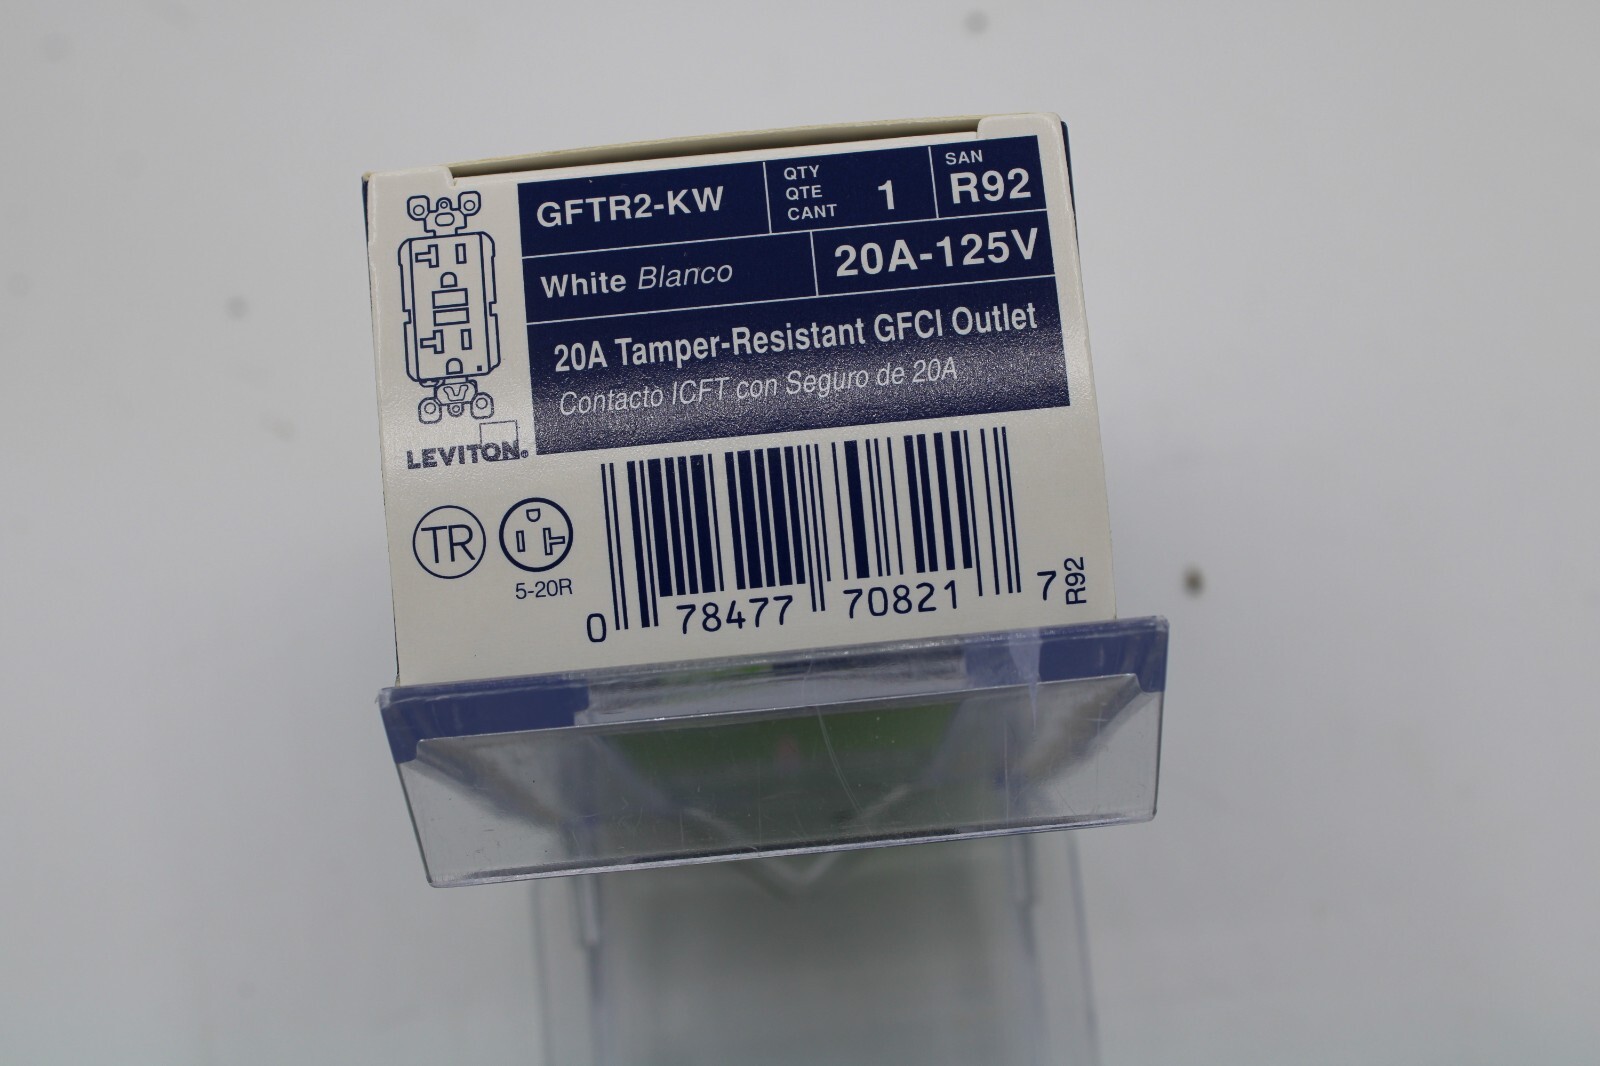 GFTR2-KW
QTY
QTE
CANT
1
SAN
R92
White Blanco
20A-125V
20A Tamper-Resistant GFCI Outlet
Contacto ICFT con Seguro de 20A
LEVITON®
TR
5-20R
0 78477 70821 7
R92